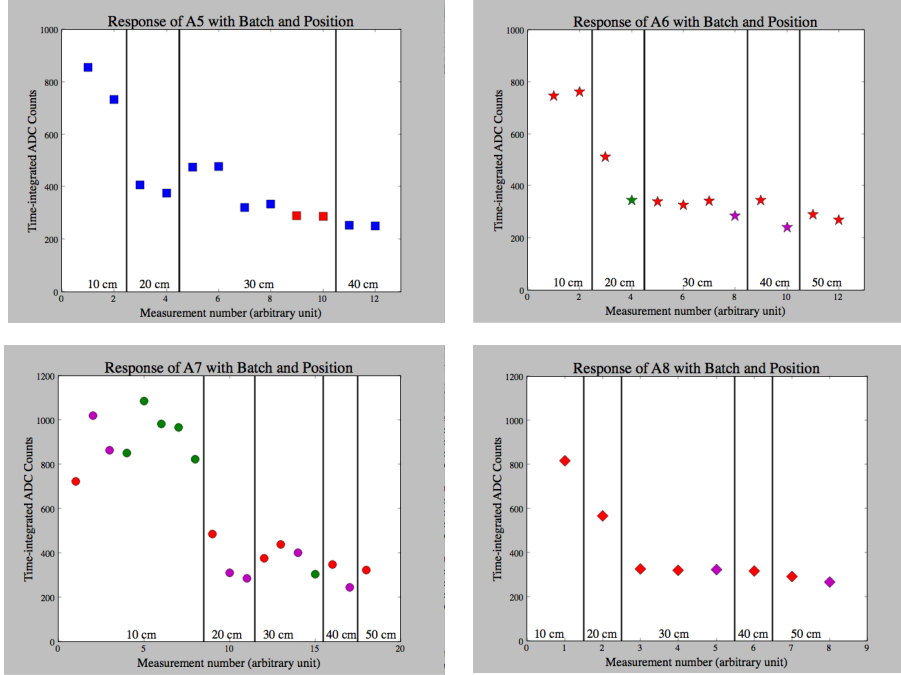 Response of A5 with Batch and Position
1000
800
600
400
200
0
Time-integrated ADC Counts
10 cm 20 cm 30 cm 40 cm
0 2 4 6 8 10 12
Measurement number (arbitrary unit)
Response of A6 with Batch and Position
1000
800
600
400
200
0
Time-integrated ADC Counts
10 cm 20 cm 30 cm 40 cm 50 cm
0 2 4 6 8 10 12
Measurement number (arbitrary unit)
Response of A7 with Batch and Position
1200
1000
800
600
400
200
0
Time-integrated ADC Counts
10 cm 20 cm 30 cm 40 cm 50 cm
0 5 10 15 20
Measurement number (arbitrary unit)
Response of A8 with Batch and Position
1200
1000
800
600
400
200
0
Time-integrated ADC Counts
10 cm 20 cm 30 cm 40 cm 50 cm
0 1 2 3 4 5 6 7 8 9
Measurement number (arbitrary unit)